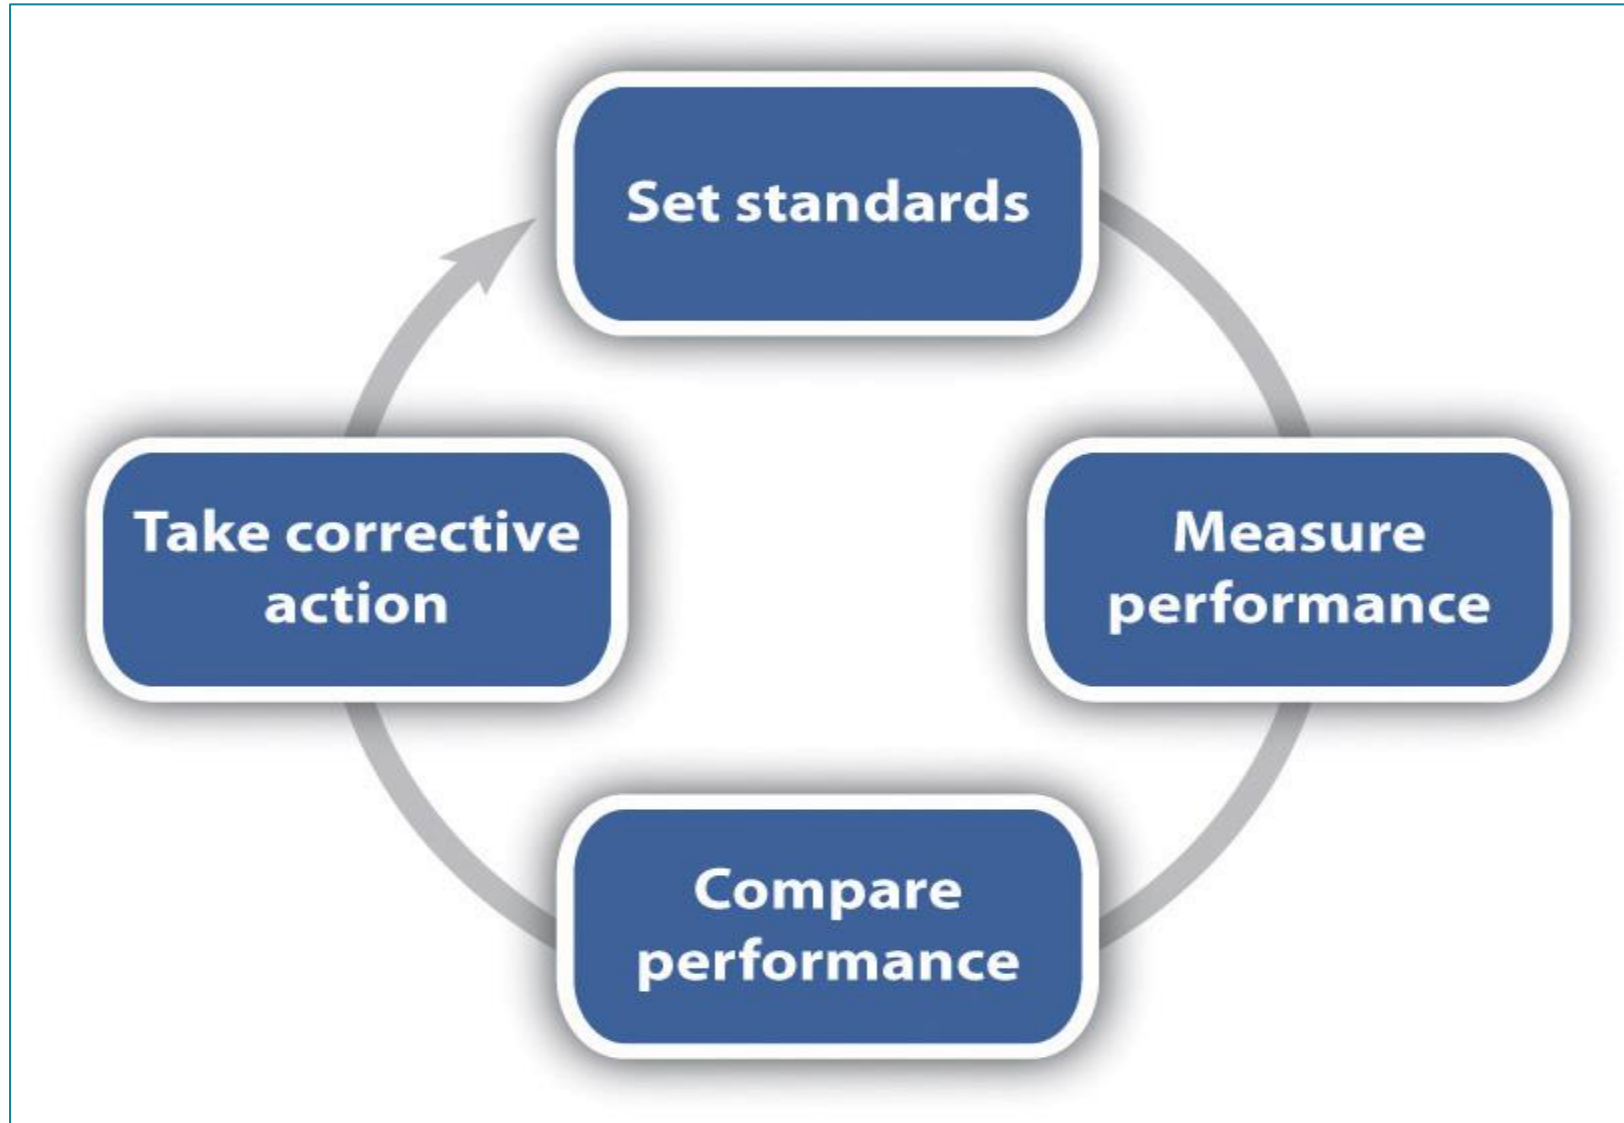 Set standards
Measure
performance
Compare
performance
Take corrective
action